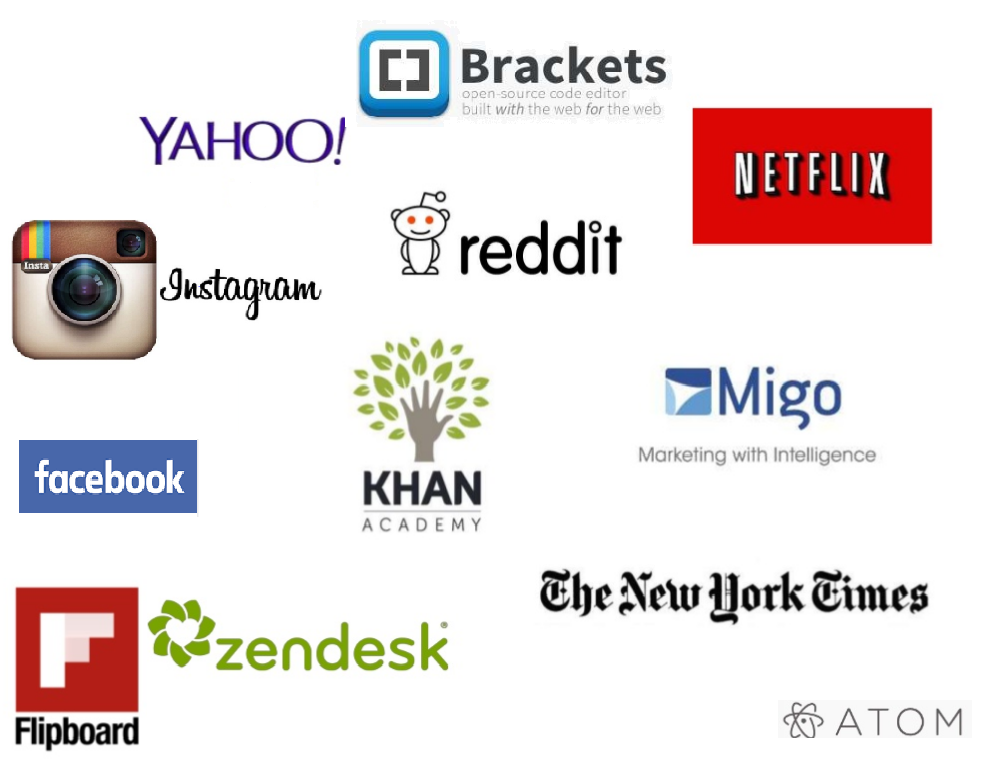 Brackets
open-source code editor
built with the web for the web
YAHOO!
NETFLIX
reddit
Insta
Instagram
Migo
Marketing with Intelligence
facebook
KHAN
ACADEMY
The New York Times
zendesk
Flipboard
ATOM